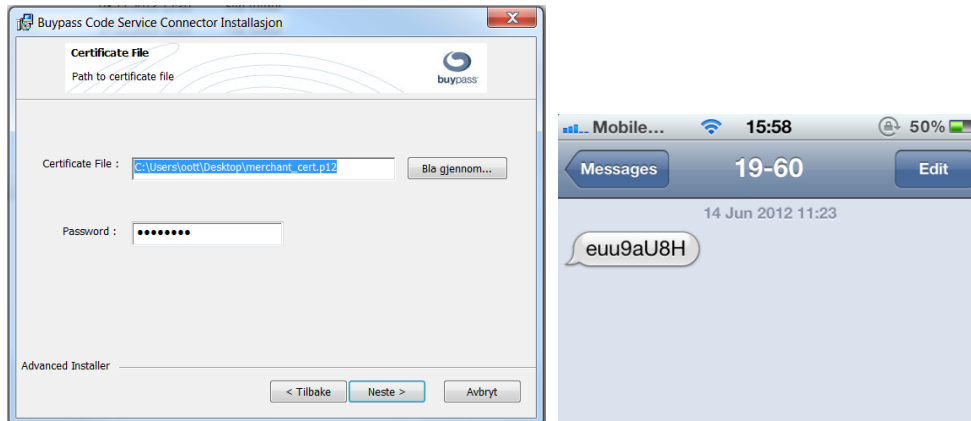 Buypass Code Service Connector Installasjon
Certificate File
Path to certificate file
buypass
Certificate File :
C:\Users\oott\Desktop\merchant_cert.p12
Bla gjennom...
Password :
••••••••
Advanced Installer
< Tilbake
Neste >
Avbryt
Mobile...
15:58
50%
Messages
19-60
Edit
14 Jun 2012 11:23
euu9aU8H